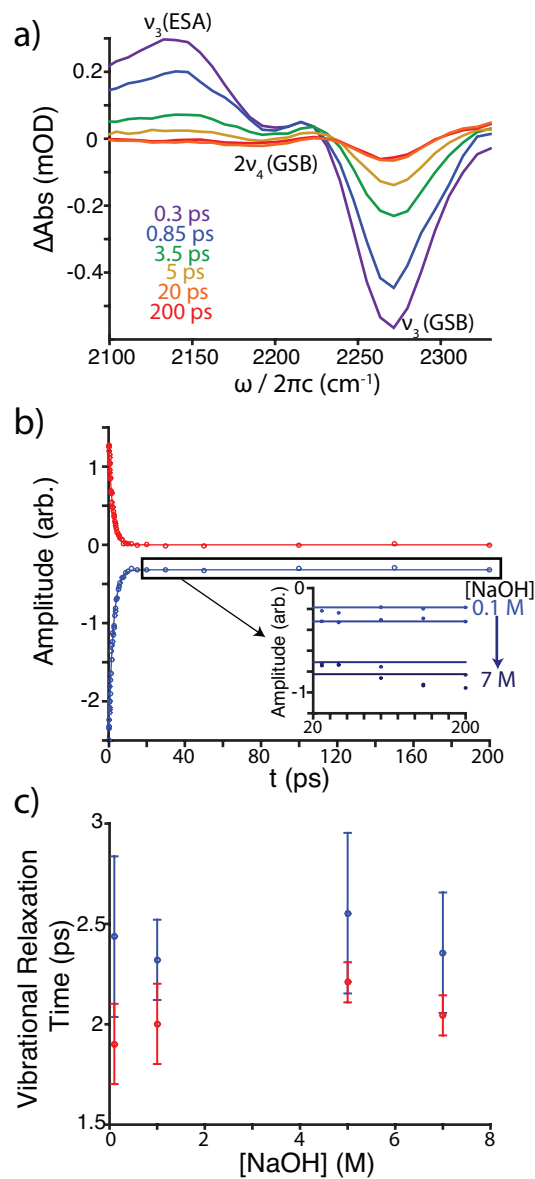 a)
ν₃(ESA)
0.2
0
-0.2
-0.4
ΔAbs (mOD)
2ν₄(GSB)
0.3 ps
0.85 ps
3.5 ps
5 ps
20 ps
200 ps
ν₃(GSB)
2100 2150 2200 2250 2300
ω / 2πc (cm⁻¹)
b)
1
0
-1
-2
Amplitude (arb.)
0
-1
Amplitude (arb.)
[NaOH]
0.1 M
7 M
20 200
0 40 80 120 160 200
t (ps)
c)
3
2.5
2
1.5
Vibrational Relaxation
Time (ps)
0 2 4 6 8
[NaOH] (M)